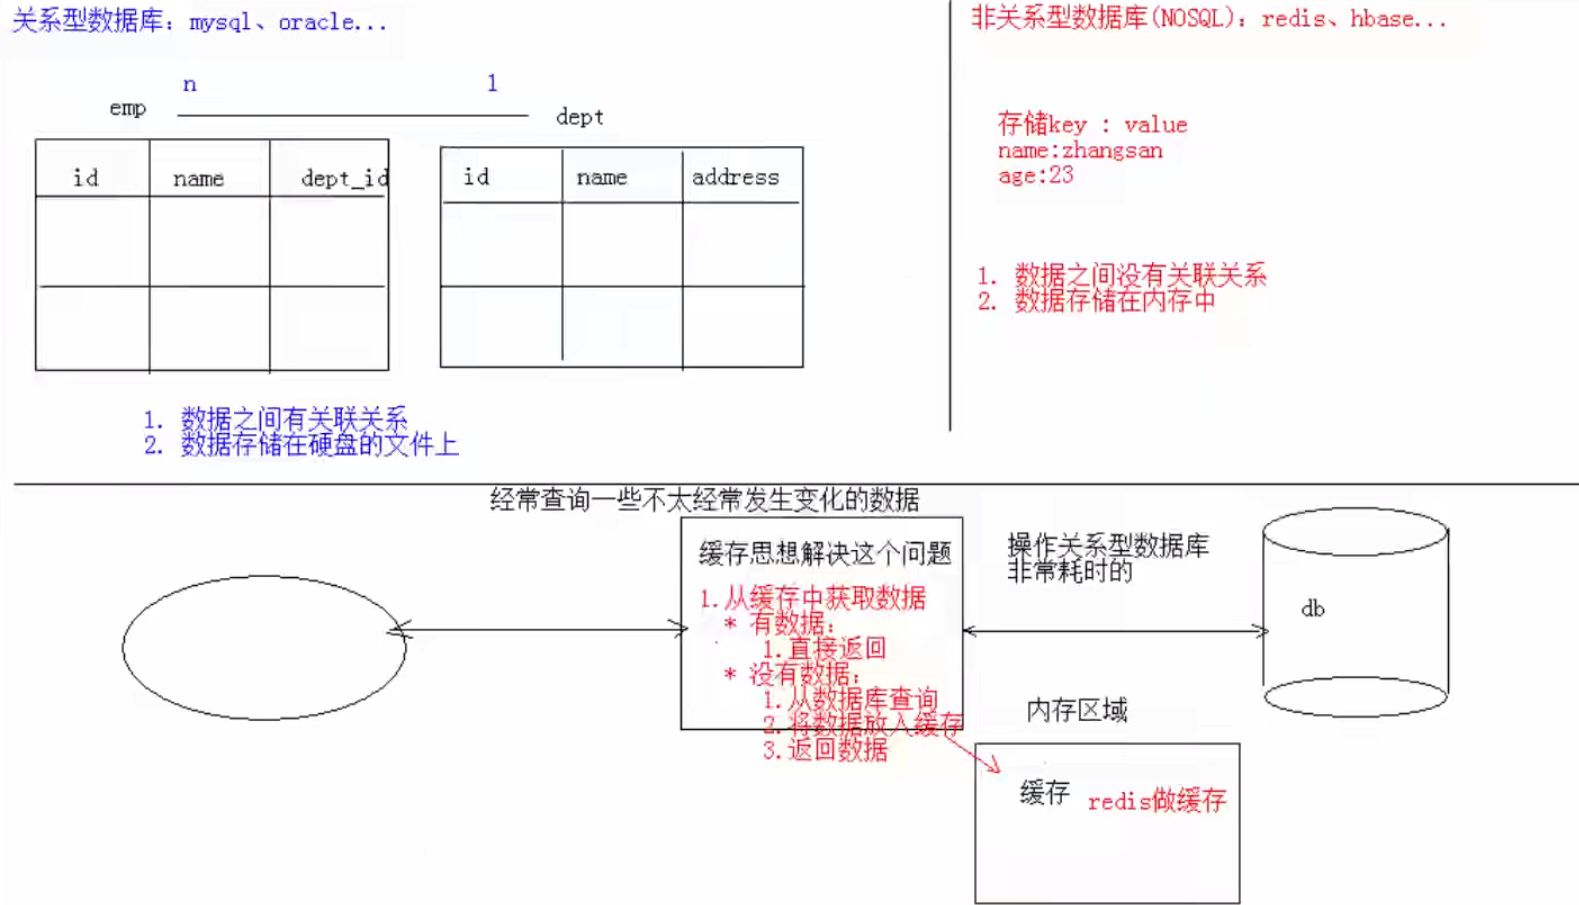 关系型数据库：mysql、oracle...
n
1
emp
dept
id
name
dept_id
id
name
address
1. 数据之间有关联关系
2. 数据存储在硬盘的文件上
非关系型数据库(NOSQL)：redis、hbase...
存储key : value
name:zhangsan
age:23
1. 数据之间没有关联关系
2. 数据存储在内存中
经常查询一些不太经常发生变化的数据
缓存思想解决这个问题
1.从缓存中获取数据
* 有数据：
1.直接返回
* 没有数据：
1.从数据库查询
2.将数据放入缓存
3.返回数据
操作关系型数据库
非常耗时的
db
内存区域
缓存
redis做缓存